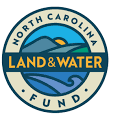 NORTH CAROLINA
LAND & WATER
· FUND ·